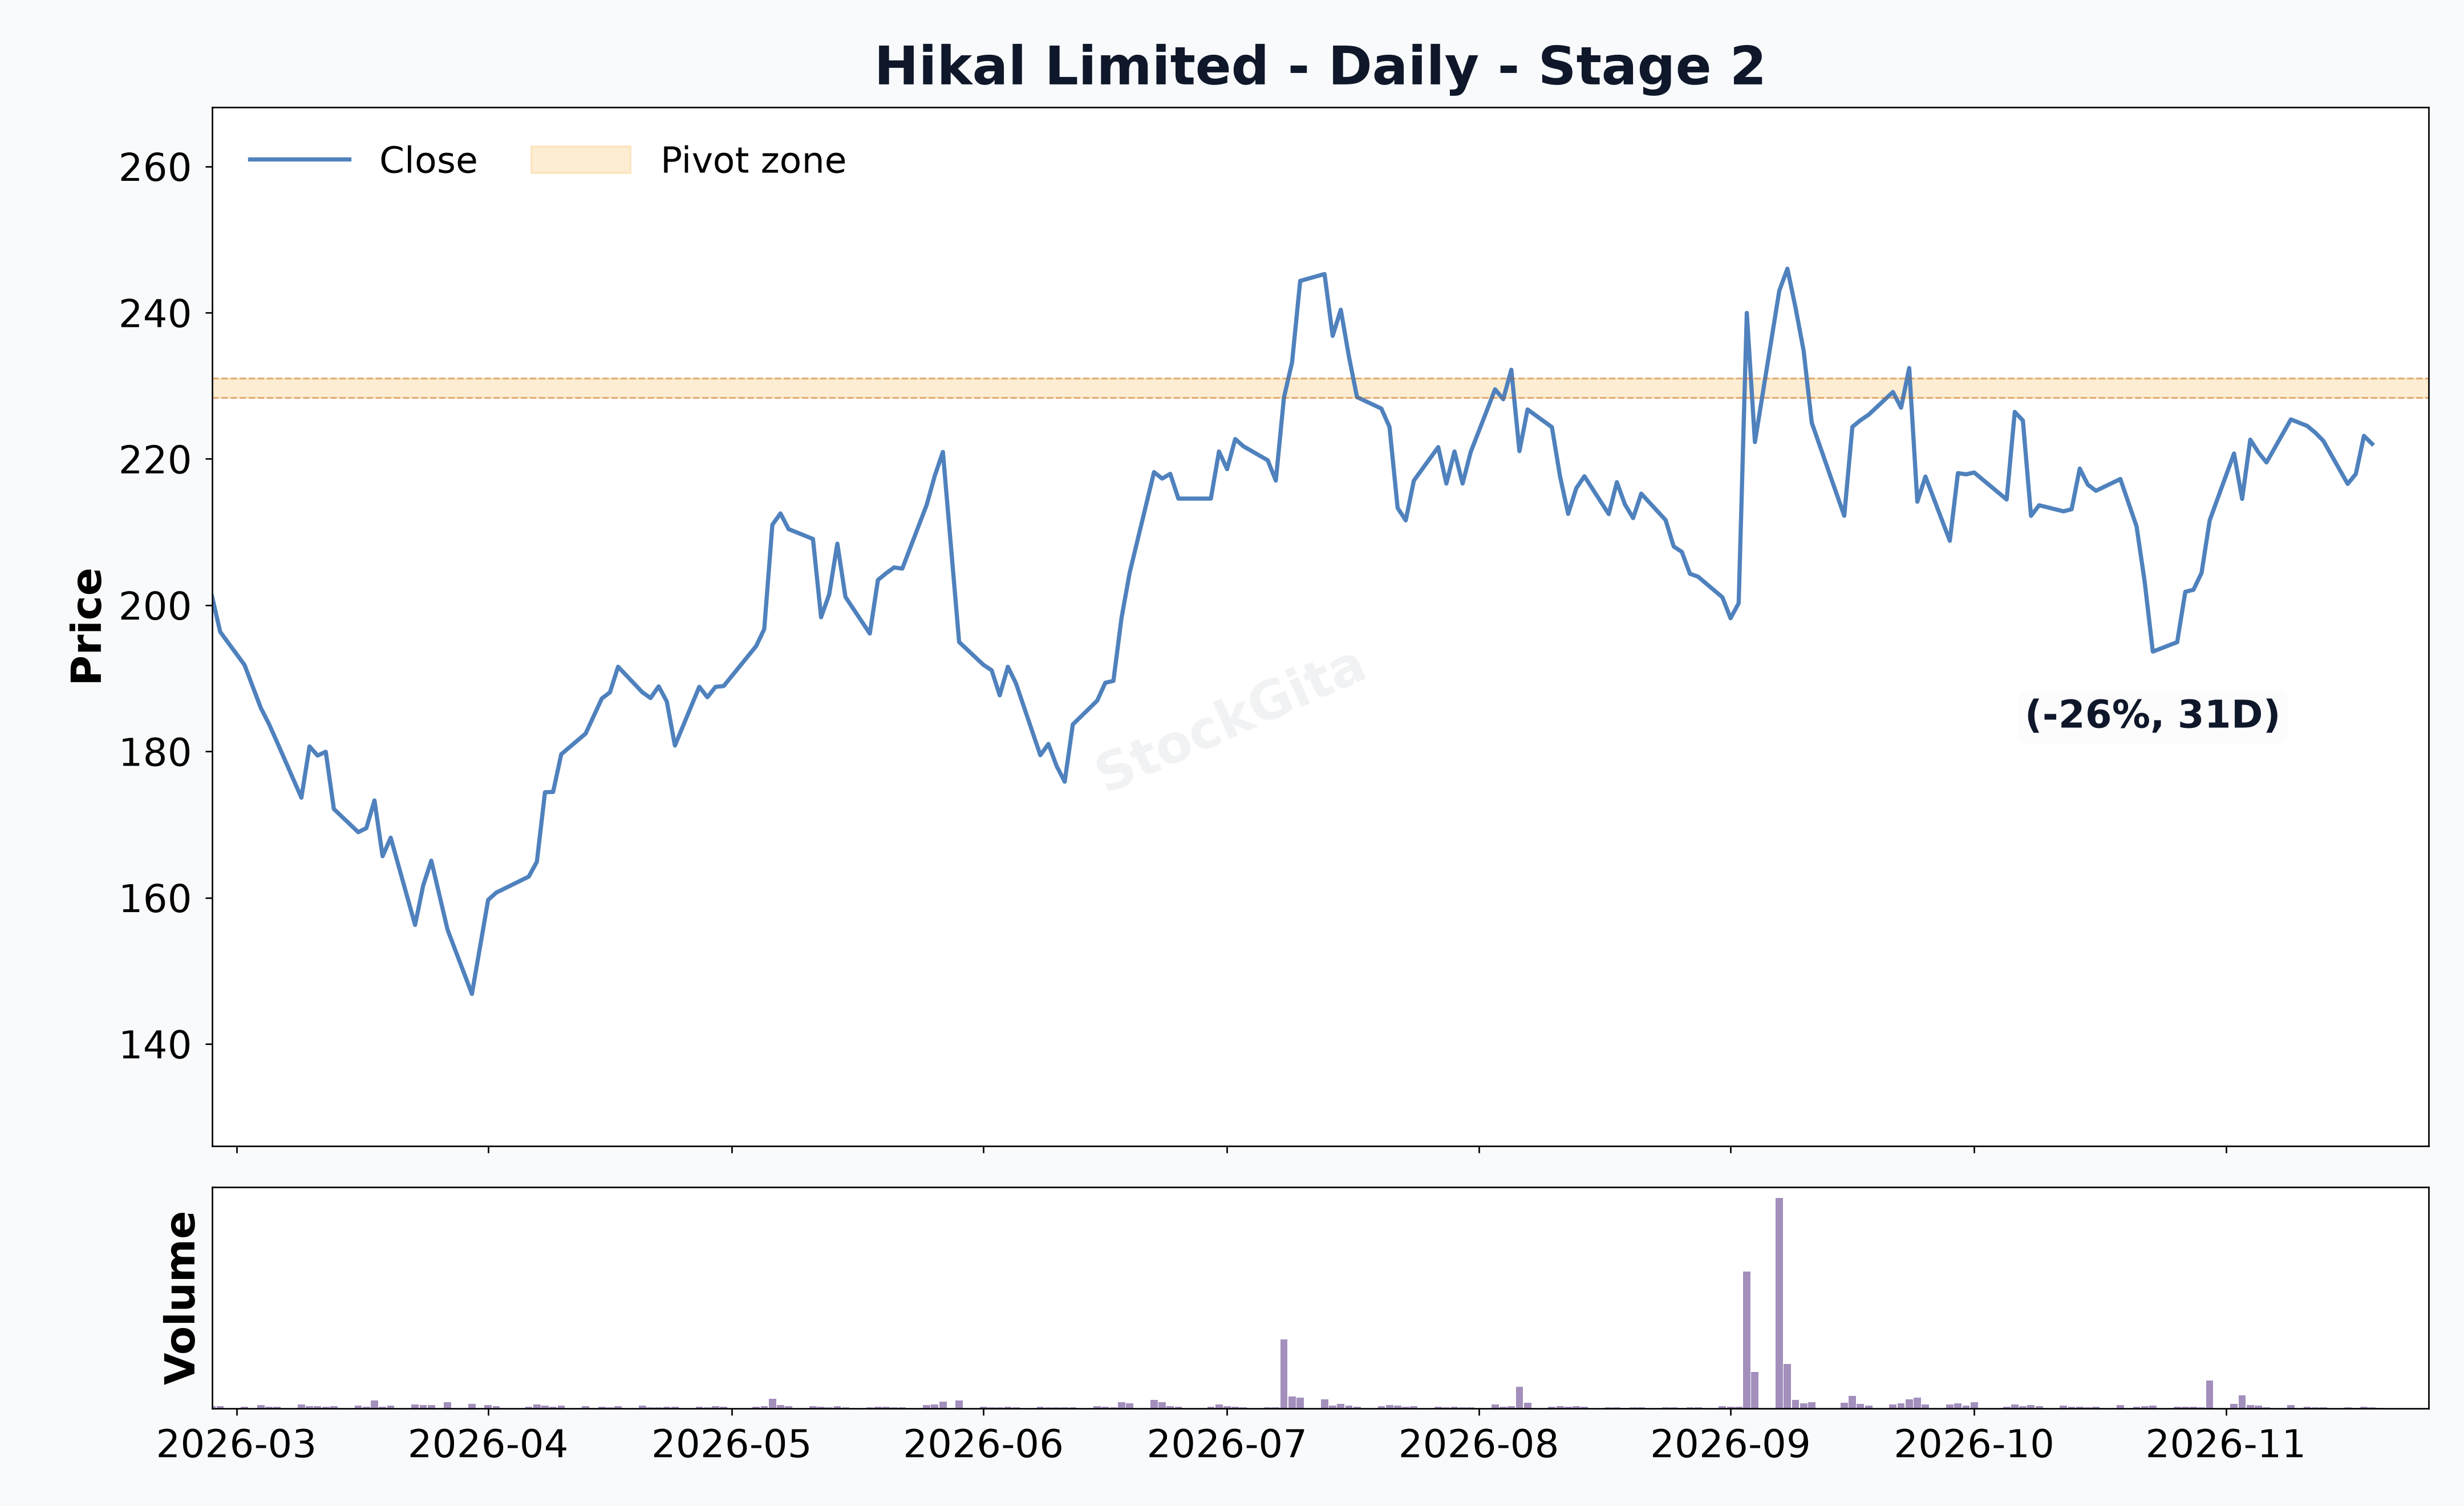 Hikal Limited - Daily - Stage 2
Close
Pivot zone
260
240
220
200
180
160
140
Price
StockGita
(-26%, 31D)
Volume
2026-03
2026-04
2026-05
2026-06
2026-07
2026-08
2026-09
2026-10
2026-11